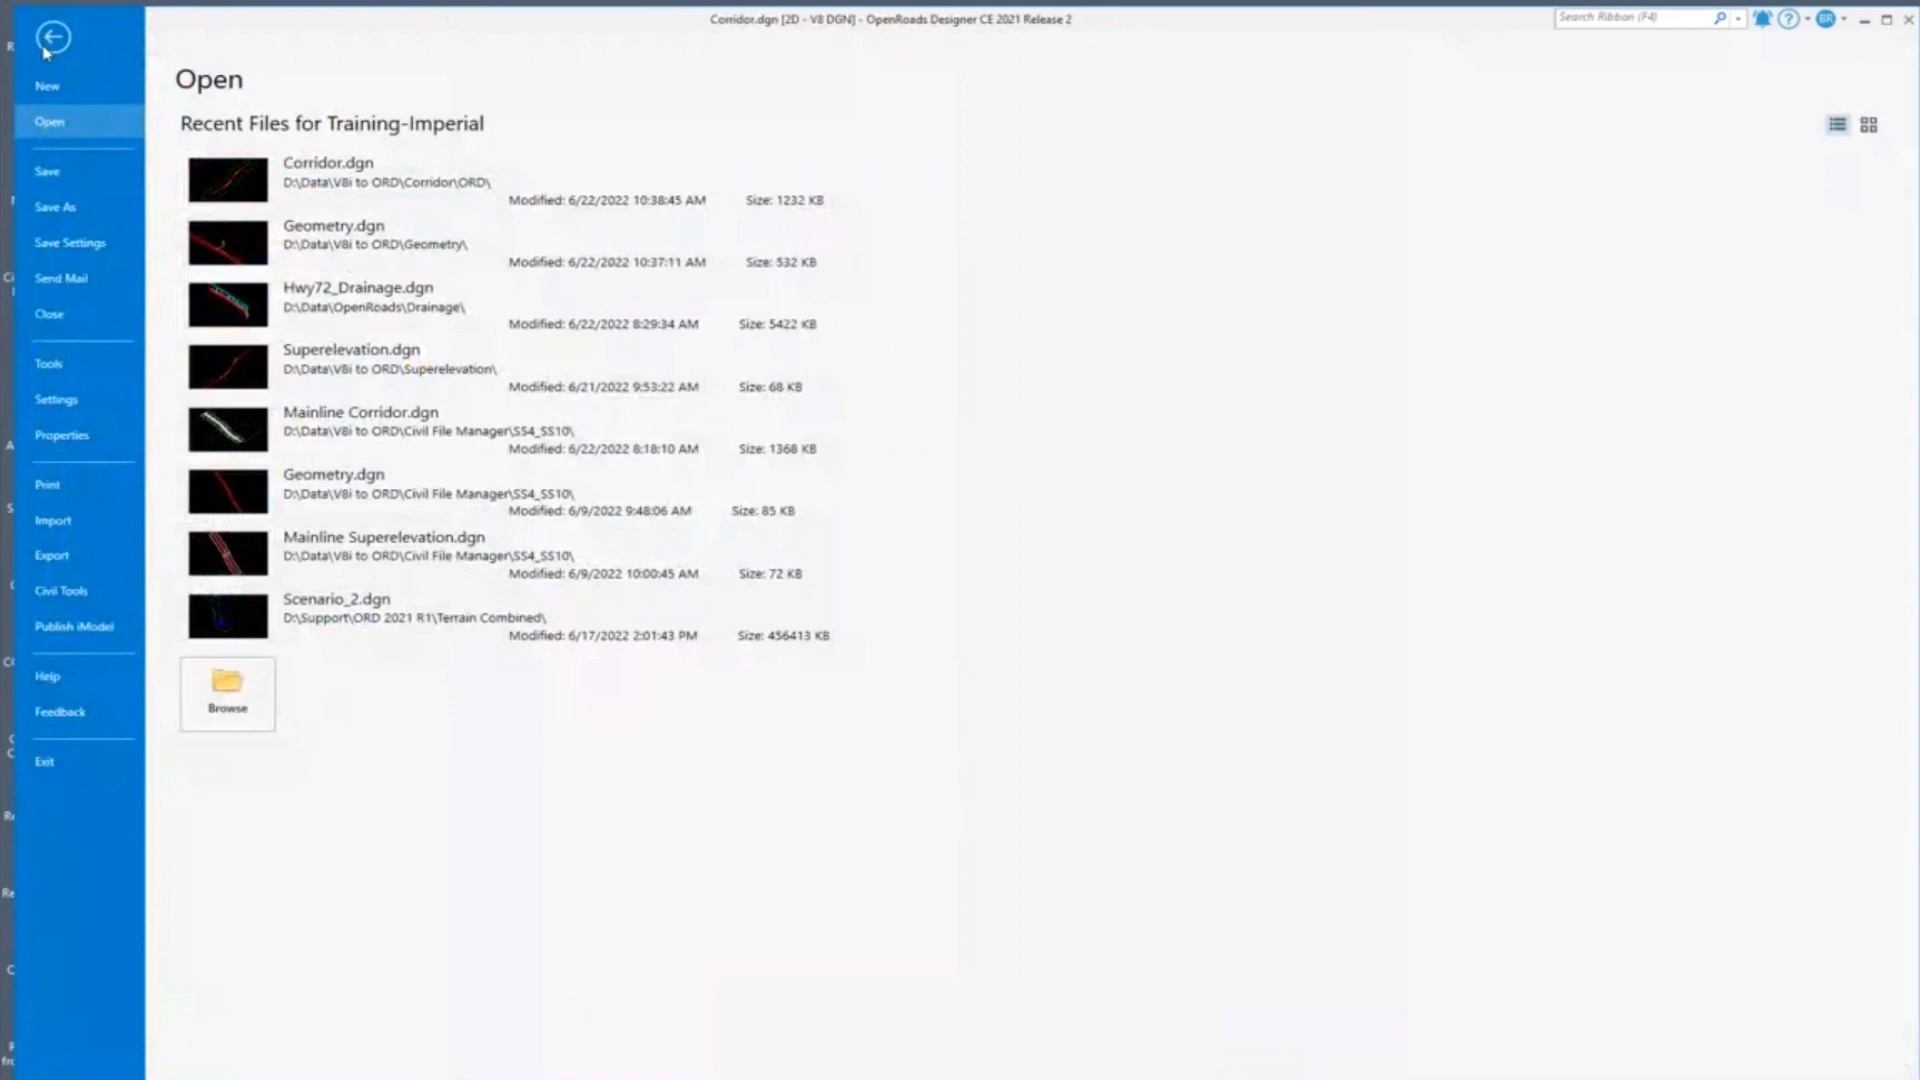 Corridor.dgn [2D - V8 DGN] - OpenRoads Designer CE 2021 Release 2
Search Ribbon (F4)
BR
New
Open
Save
Save As
Save Settings
Send Mail
Close
Tools
Settings
Properties
Print
Import
Export
Civil Tools
Publish iModel
Help
Feedback
Exit
Open
Recent Files for Training-Imperial
Corridor.dgn
D:\Data\V8i to ORD\Corridor\ORD\
Modified: 6/22/2022 10:38:45 AM Size: 1232 KB
Geometry.dgn
D:\Data\V8i to ORD\Geometry\
Modified: 6/22/2022 10:37:11 AM Size: 532 KB
Hwy72_Drainage.dgn
D:\Data\OpenRoads\Drainage\
Modified: 6/22/2022 8:29:34 AM Size: 5422 KB
Superelevation.dgn
D:\Data\V8i to ORD\Superelevation\
Modified: 6/21/2022 9:53:22 AM Size: 68 KB
Mainline Corridor.dgn
D:\Data\V8i to ORD\Civil File Manager\SS4_SS10\
Modified: 6/22/2022 8:18:10 AM Size: 1368 KB
Geometry.dgn
D:\Data\V8i to ORD\Civil File Manager\SS4_SS10\
Modified: 6/9/2022 9:48:06 AM Size: 85 KB
Mainline Superelevation.dgn
D:\Data\V8i to ORD\Civil File Manager\SS4_SS10\
Modified: 6/9/2022 10:00:45 AM Size: 72 KB
Scenario_2.dgn
D:\Support\ORD 2021 R1\Terrain Combined\
Modified: 6/17/2022 2:01:43 PM Size: 456413 KB
Browse